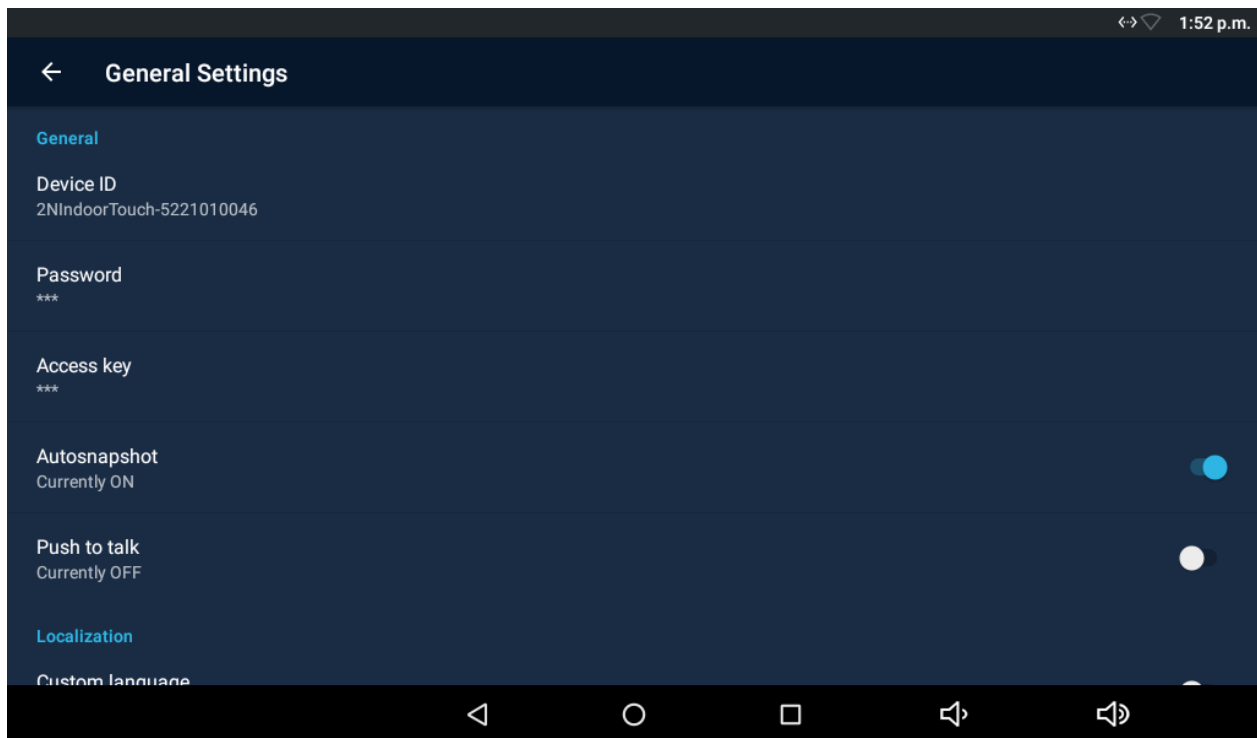 1:52 p.m.
General Settings
General
Device ID
2NIndoorTouch-5221010046
Password
***
Access key
***
Autosnapshot
Currently ON
Push to talk
Currently OFF
Localization
Custom language